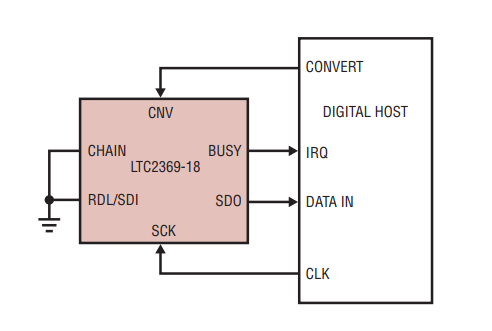 CONVERT
CNV
DIGITAL HOST
CHAIN
BUSY
IRQ
LTC2369-18
RDL/SDI
SDO
DATA IN
SCK
CLK